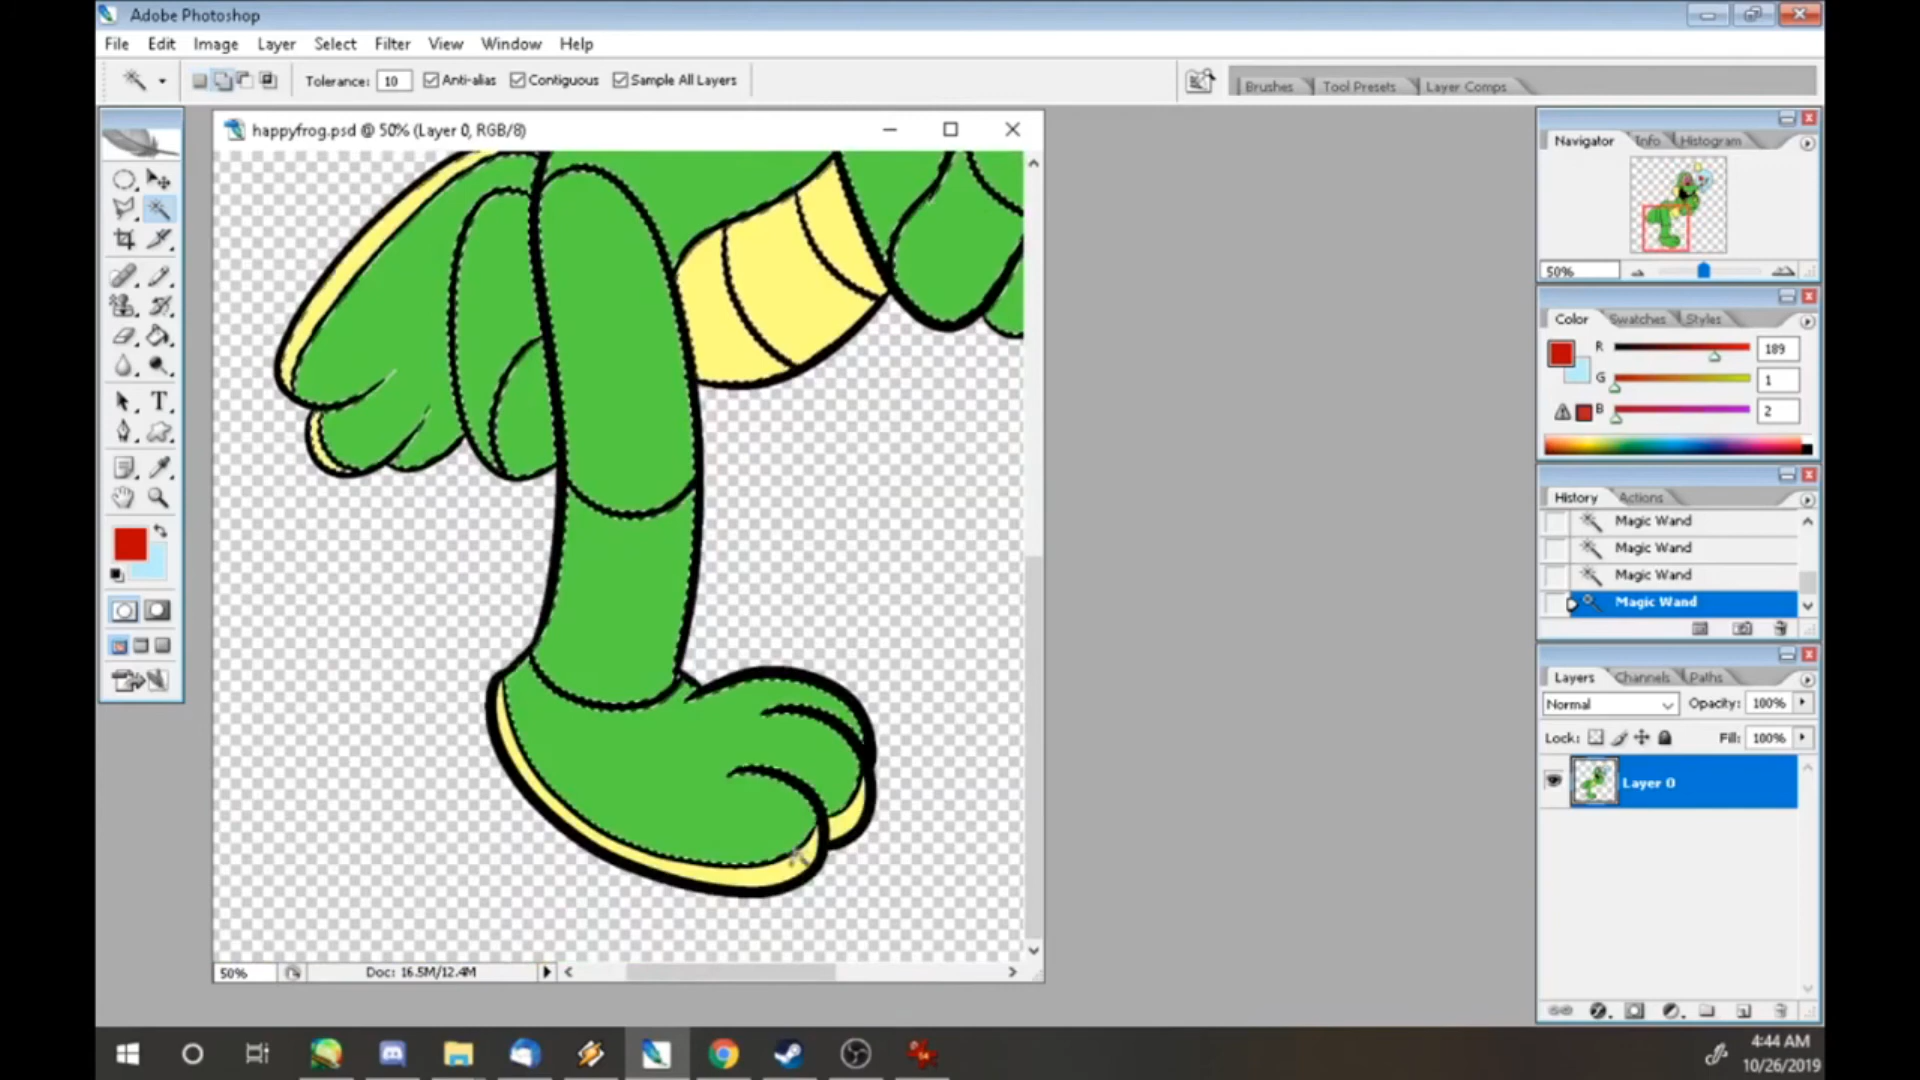 Adobe Photoshop
File Edit Image Layer Select Filter View Window Help
Tolerance: 10 Anti-alias Contiguous Sample All Layers
Brushes Tool Presets Layer Comps
happyfrog.psd @ 50% (Layer 0, RGB/8)
Navigator Info Histogram
50%
Color Swatches Styles
R 189
G 1
B 2
History Actions
Magic Wand
Magic Wand
Magic Wand
Magic Wand
Layers Channels Paths
Normal Opacity: 100%
Lock: Fill: 100%
Layer 0
50% Doc: 16.5M/12.4M
4:44 AM
10/26/2019